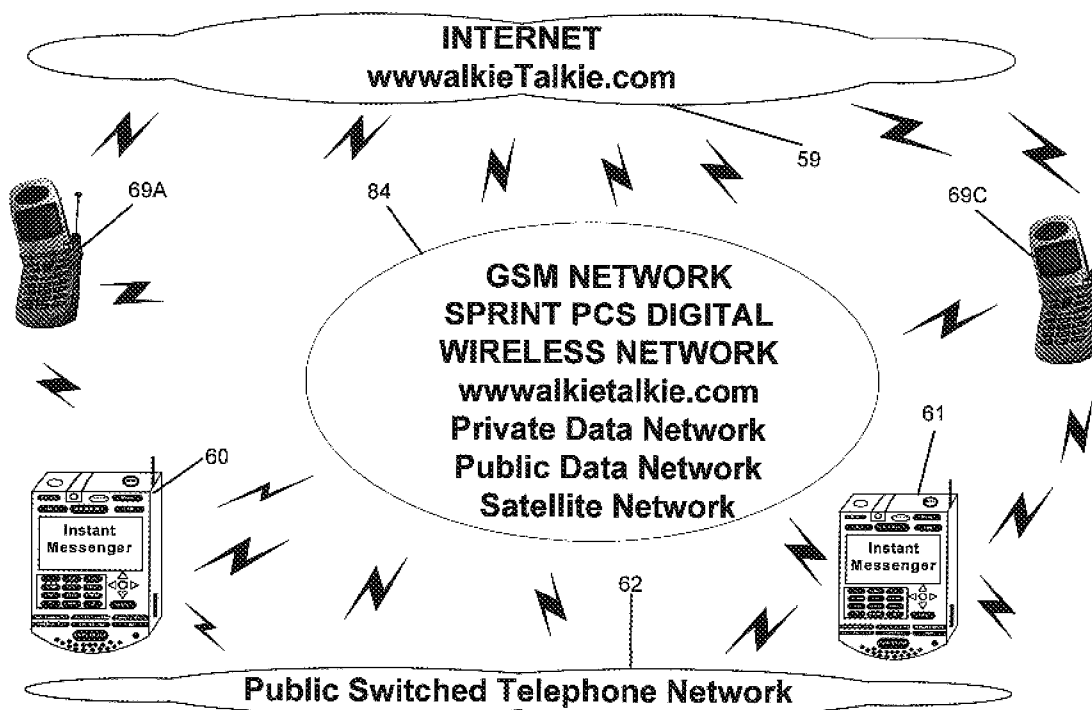 INTERNET
wwwalkieTalkie.com
59
69A
84
69C
GSM NETWORK
SPRINT PCS DIGITAL
WIRELESS NETWORK
wwwalkietalkie.com
Private Data Network
Public Data Network
Satellite Network
60
61
Instant
Messenger
Instant
Messenger
62
Public Switched Telephone Network